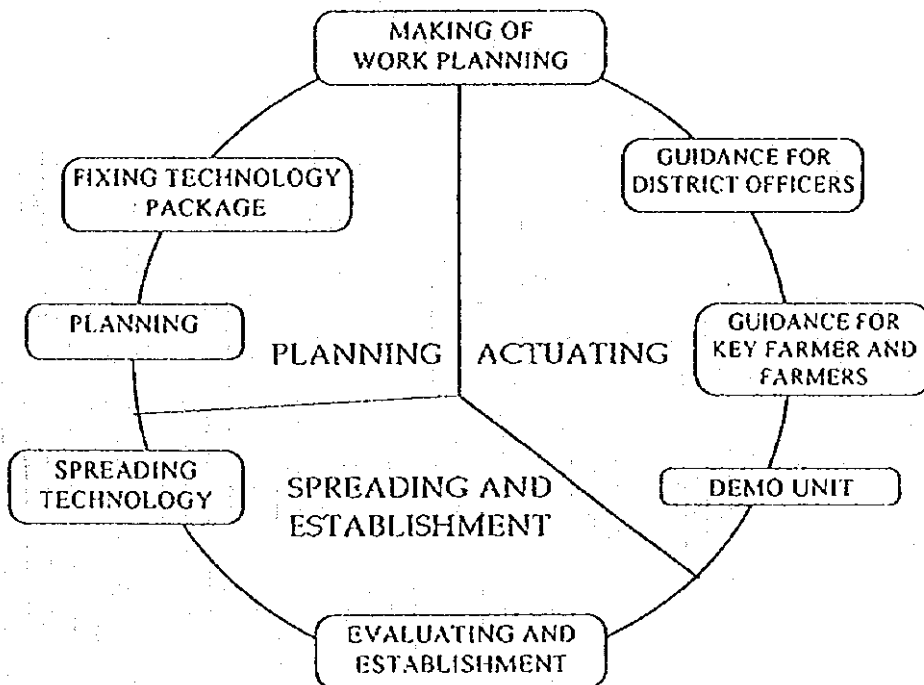 MAKING OF
WORK PLANNING
FIXING TECHNOLOGY
PACKAGE
GUIDANCE FOR
DISTRICT OFFICERS
PLANNING
GUIDANCE FOR
KEY FARMER AND
FARMERS
PLANNING
ACTUATING
SPREADING
TECHNOLOGY
SPREADING AND
ESTABLISHMENT
DEMO UNIT
EVALUATING AND
ESTABLISHMENT